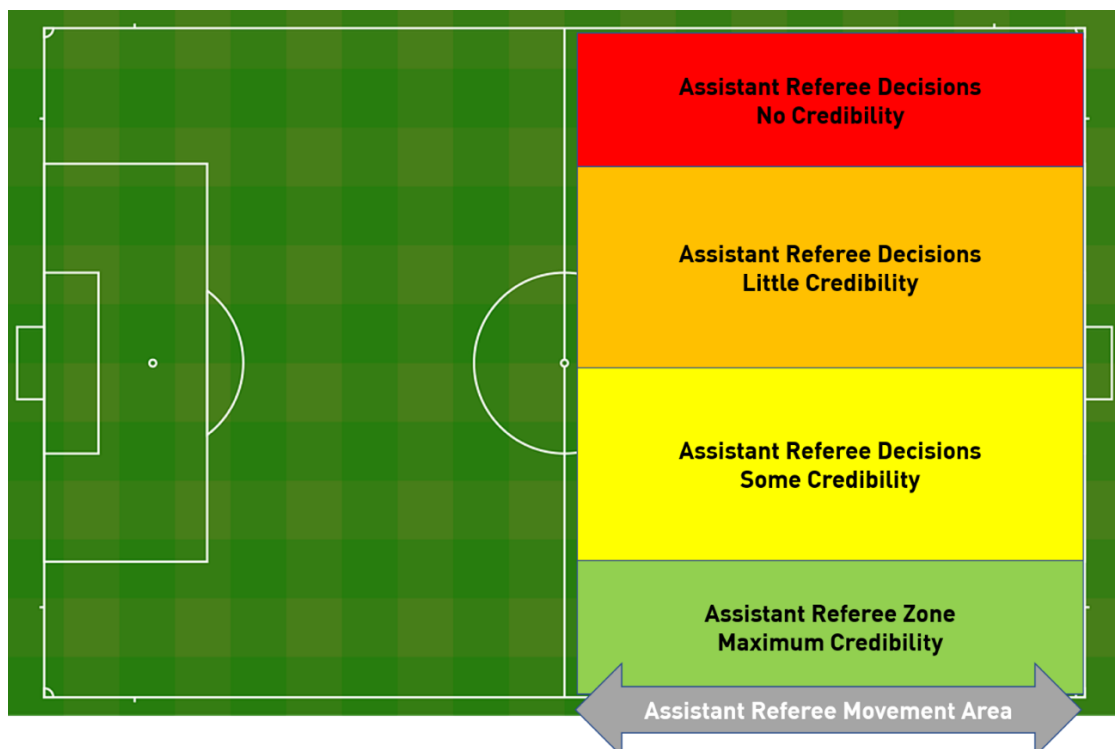 Assistant Referee Decisions
No Credibility
Assistant Referee Decisions
Little Credibility
Assistant Referee Decisions
Some Credibility
Assistant Referee Zone
Maximum Credibility
Assistant Referee Movement Area